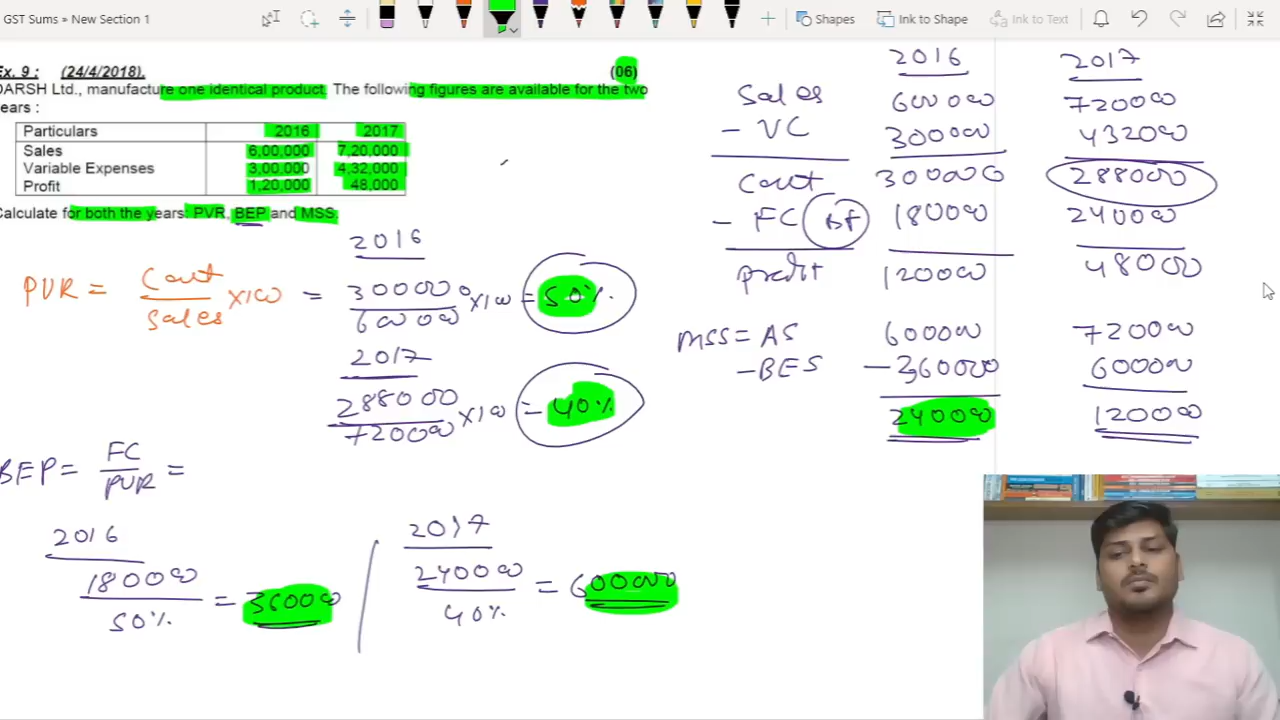 GST Sums » New Section 1
Shapes
Ink to Shape
Ink to Text
Ex. 9 : (24/4/2018). (06)
DARSH Ltd., manufacture one identical product. The following figures are available for the two
ears :
Particulars 2016 2017
Sales 6,00,000 7,20,000
Variable Expenses 3,00,000 4,32,000
Profit 1,20,000 48,000
Calculate for both the years: PVR, BEP and MSS.
2016
PVR = Cont / Sales ×100 = 300000 / 600000 ×100 = 50%
2017
288000 / 720000 ×100 = 40%
BEP = FC / PVR =
2016
180000 / 50% = 360000
2017
240000 / 40% = 600000
2016 2017
Sales 600000 720000
- VC 300000 432000
Cont 300000 288000
- FC BF 180000 240000
profit 120000 48000
MSS = AS 600000 720000
- BES - 360000 600000
240000 120000